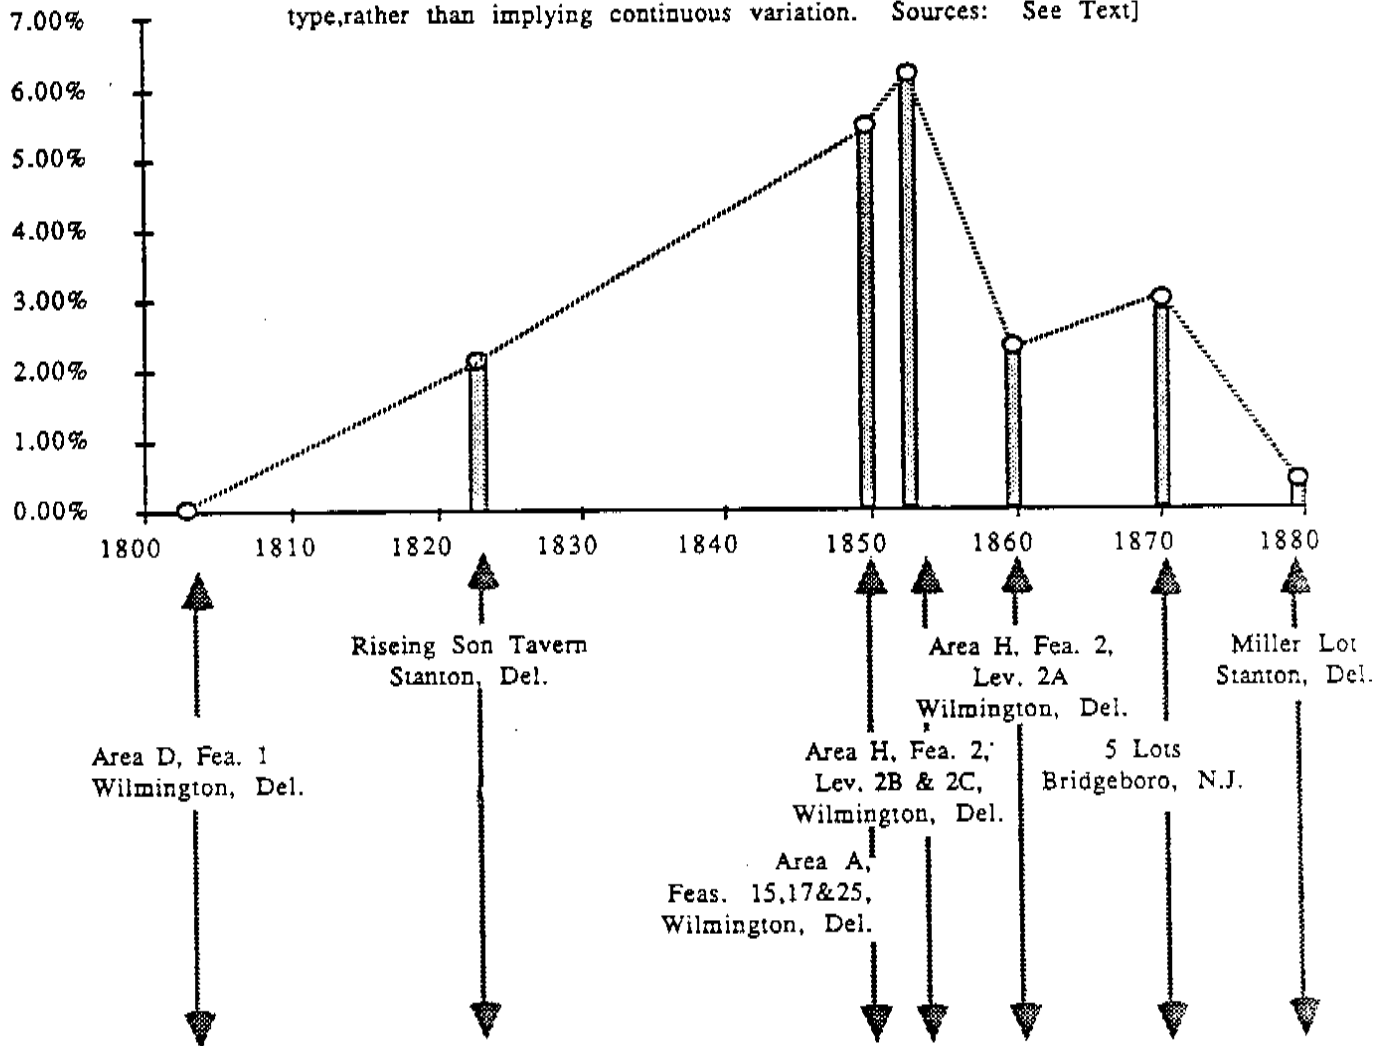 type,rather than implying continuous variation. Sources: See Text]
7.00%
6.00%
5.00%
4.00%
3.00%
2.00%
1.00%
0.00%
1800 1810 1820 1830 1840 1850 1860 1870 1880
Riseing Son Tavern
Stanton, Del.
Area H, Fea. 2,
Lev. 2A
Wilmington, Del.
Miller Lot
Stanton, Del.
Area D, Fea. 1
Wilmington, Del.
Area H, Fea. 2,
Lev. 2B & 2C,
Wilmington, Del.
5 Lots
Bridgeboro, N.J.
Area A,
Feas. 15,17&25,
Wilmington, Del.